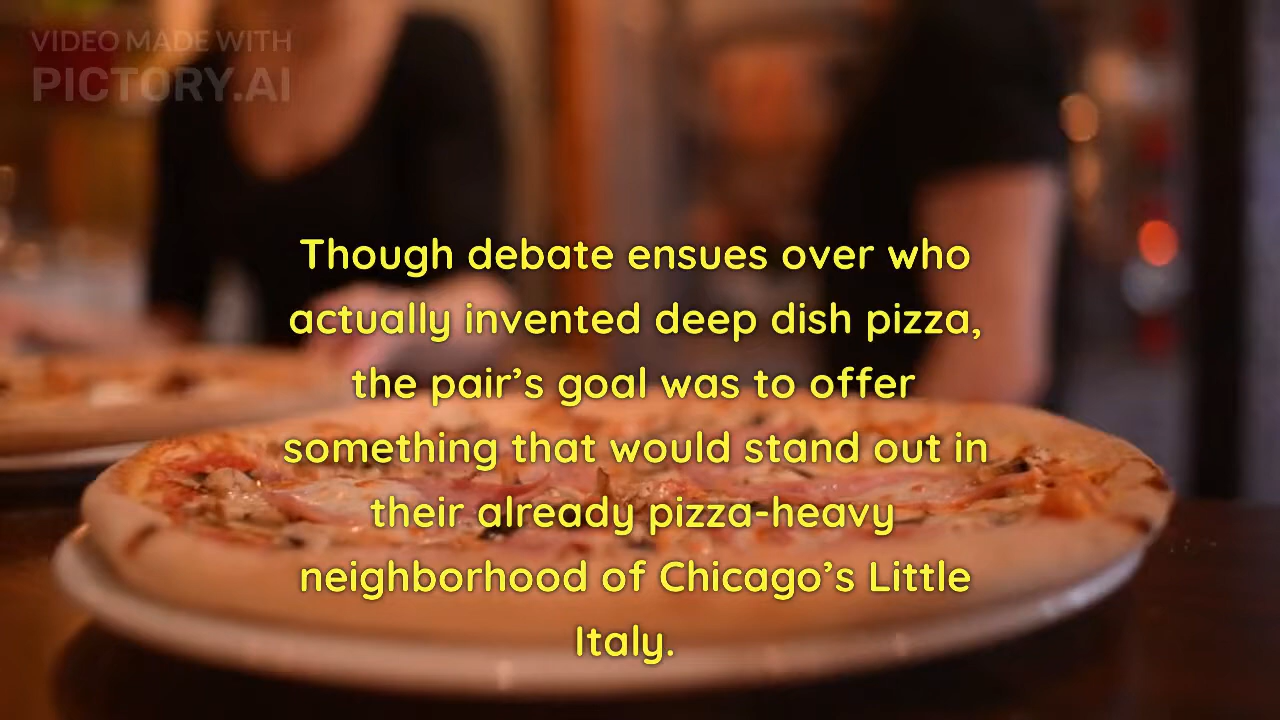 VIDEO MADE WITH
PICTORY.AI
Though debate ensues over who
actually invented deep dish pizza,
the pair’s goal was to offer
something that would stand out in
their already pizza-heavy
neighborhood of Chicago’s Little
Italy.